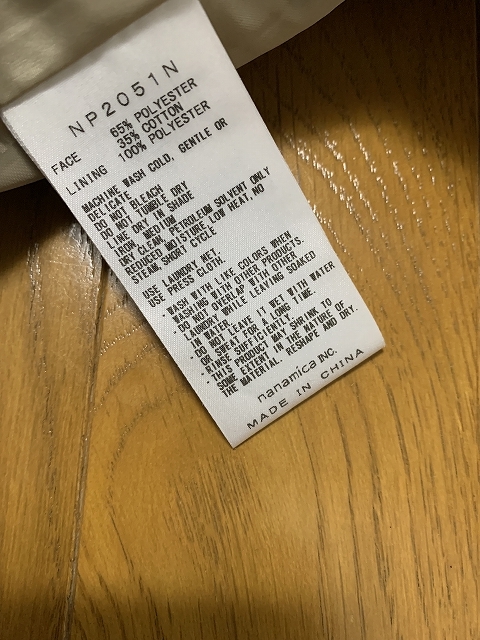 NP2051N
FACE 65% POLYESTER
35% COTTON
LINING 100% POLYESTER
MACHINE WASH COLD, GENTLE OR
DELICATE
DO NOT BLEACH
DO NOT TUMBLE DRY
LINE DRY IN SHADE
IRON MEDIUM
DRY CLEAN, PETROLEUM SOLVENT ONLY
REDUCED MOISTURE LOW HEAT, NO
STEAM, SHORT CYCLE
USE LAUNDRY NET.
USE PRESS CLOTH.
・WASH WITH LIKE COLORS WHEN
WASHING WITH OTHER PRODUCTS.
・DO NOT OVERLAP WITH OTHER
LAUNDRY WHILE LEAVING SOAKED
IN WATER.
・DO NOT LEAVE IT WET WITH WATER
OR SWEAT FOR A LONG TIME.
・RINSE SUFFICIENTLY.
・THIS PRODUCT MAY SHRINK TO
SOME EXTENT IN THE NATURE OF
THE MATERIAL. RESHAPE AND DRY.
nanamica INC.
MADE IN CHINA